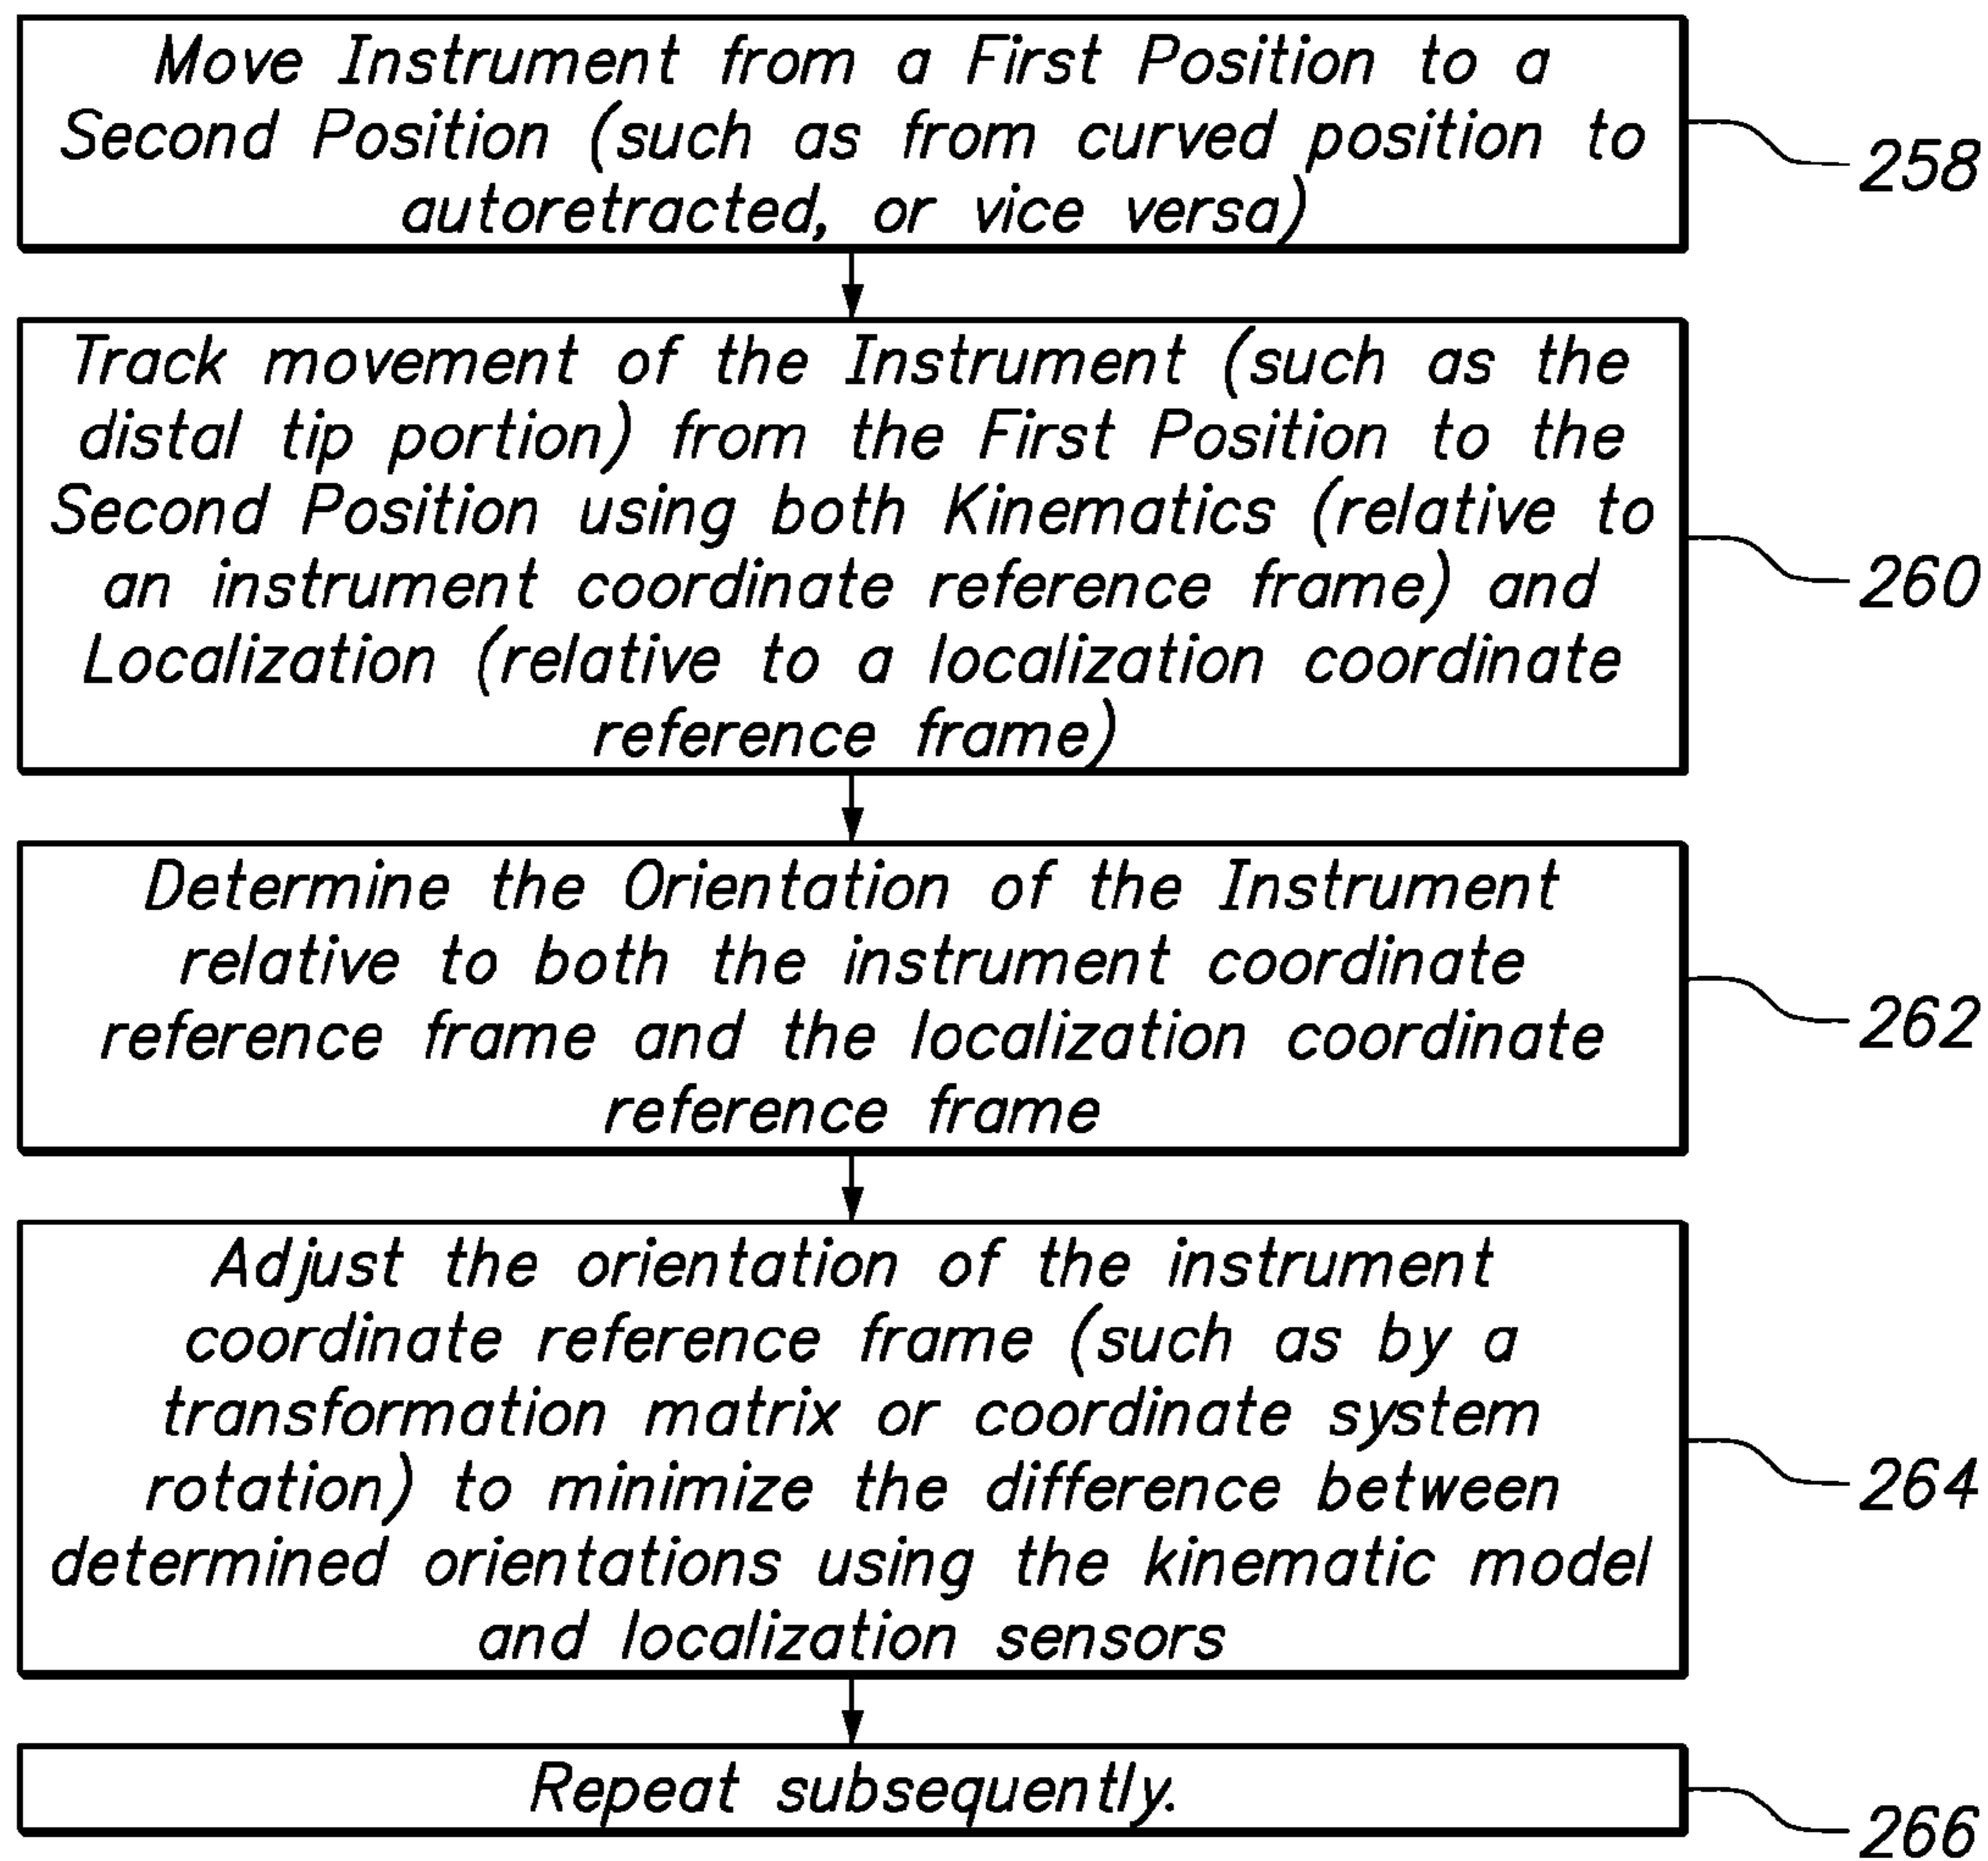 Move Instrument from a First Position to a
Second Position (such as from curved position to
autoretracted, or vice versa)
258
Track movement of the Instrument (such as the
distal tip portion) from the First Position to the
Second Position using both Kinematics (relative to
an instrument coordinate reference frame) and
Localization (relative to a localization coordinate
reference frame)
260
Determine the Orientation of the Instrument
relative to both the instrument coordinate
reference frame and the localization coordinate
reference frame
262
Adjust the orientation of the instrument
coordinate reference frame (such as by a
transformation matrix or coordinate system
rotation) to minimize the difference between
determined orientations using the kinematic model
and localization sensors
264
Repeat subsequently.
266